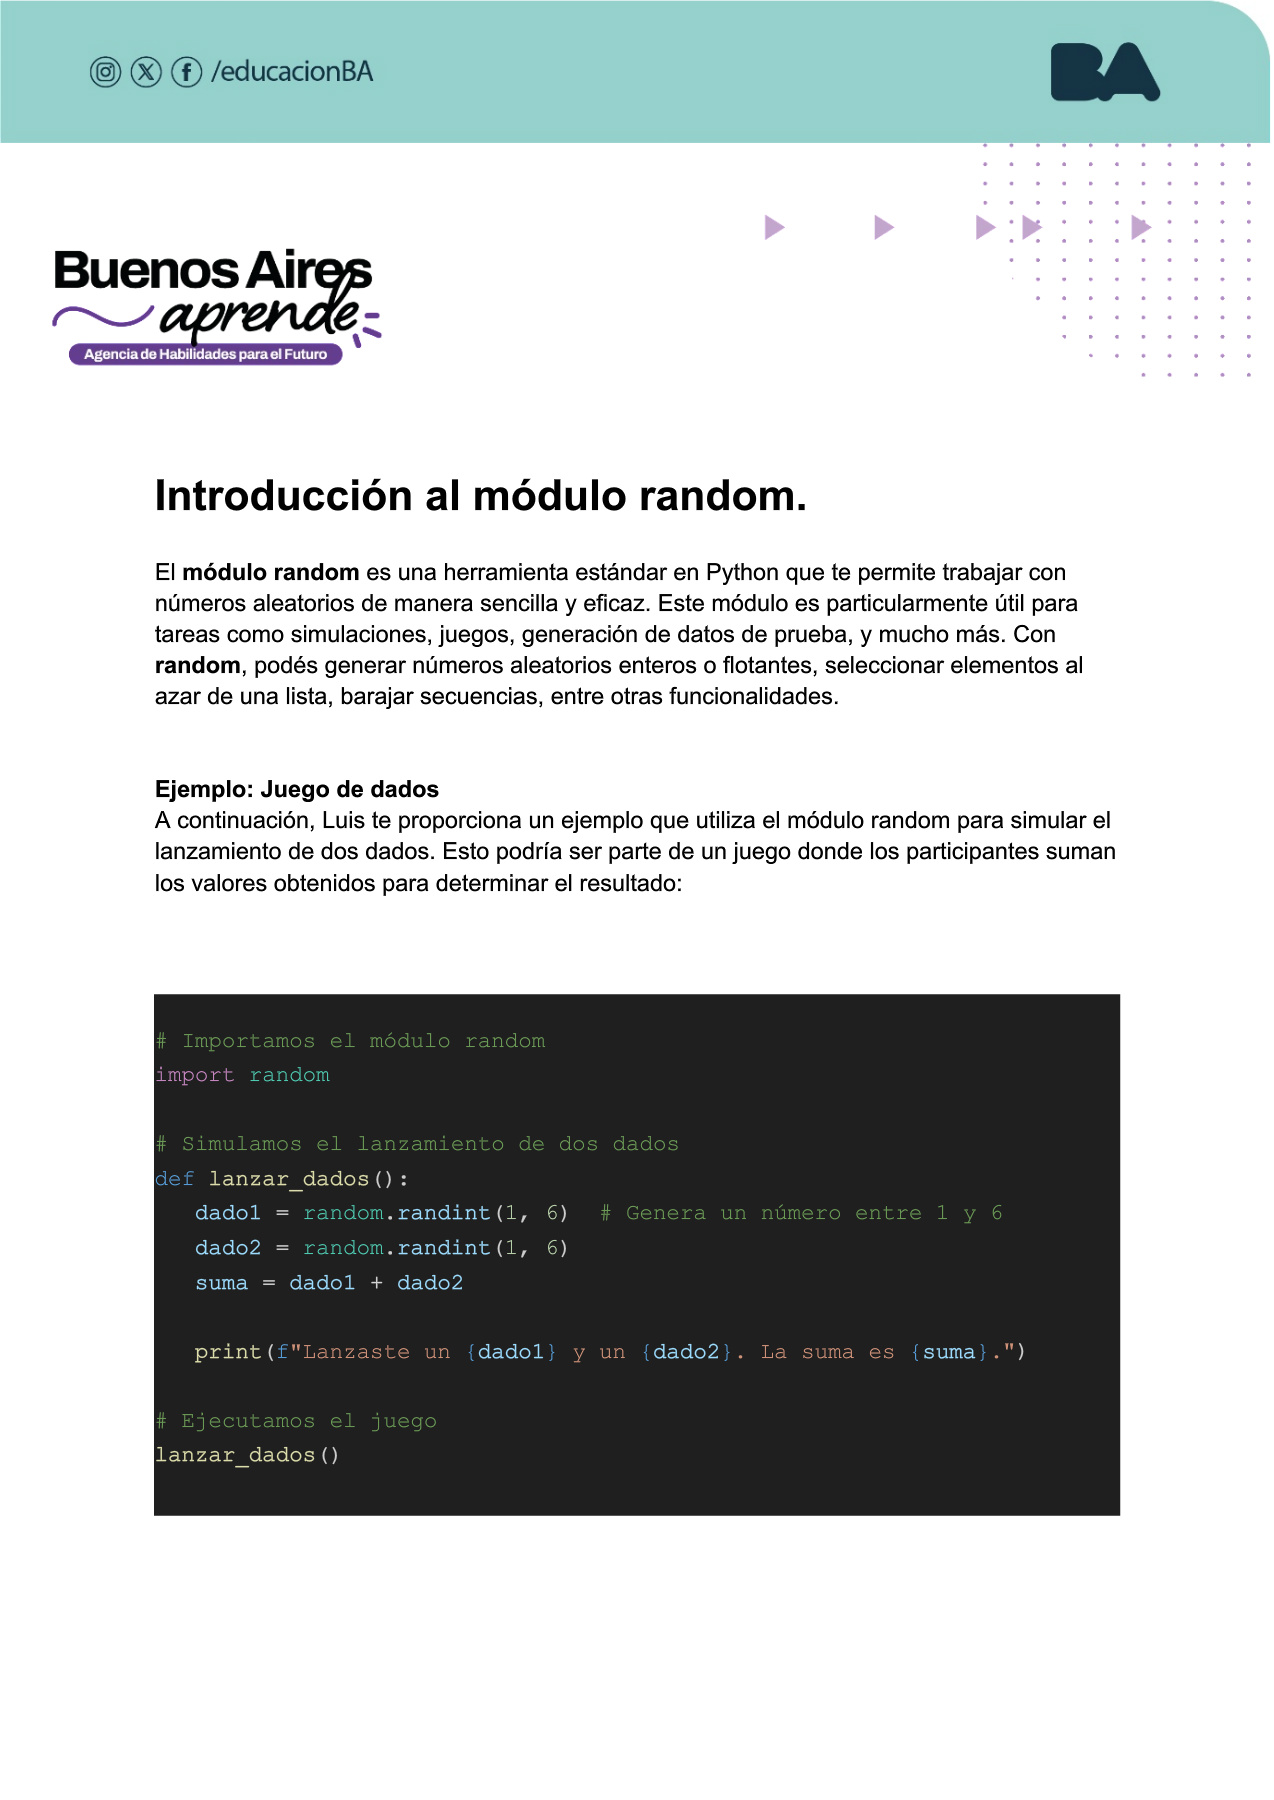 /educacionBA
BA
Buenos Aires
aprende
Agencia de Habilidades para el Futuro
Introducción al módulo random.
El módulo random es una herramienta estándar en Python que te permite trabajar con
números aleatorios de manera sencilla y eficaz. Este módulo es particularmente útil para
tareas como simulaciones, juegos, generación de datos de prueba, y mucho más. Con
random, podés generar números aleatorios enteros o flotantes, seleccionar elementos al
azar de una lista, barajar secuencias, entre otras funcionalidades.
Ejemplo: Juego de dados
A continuación, Luis te proporciona un ejemplo que utiliza el módulo random para simular el
lanzamiento de dos dados. Esto podría ser parte de un juego donde los participantes suman
los valores obtenidos para determinar el resultado:
# Importamos el módulo random
import random
# Simulamos el lanzamiento de dos dados
def lanzar_dados():
   dado1 = random.randint(1, 6)  # Genera un número entre 1 y 6
   dado2 = random.randint(1, 6)
   suma = dado1 + dado2
   print(f"Lanzaste un {dado1} y un {dado2}. La suma es {suma}.")
# Ejecutamos el juego
lanzar_dados()